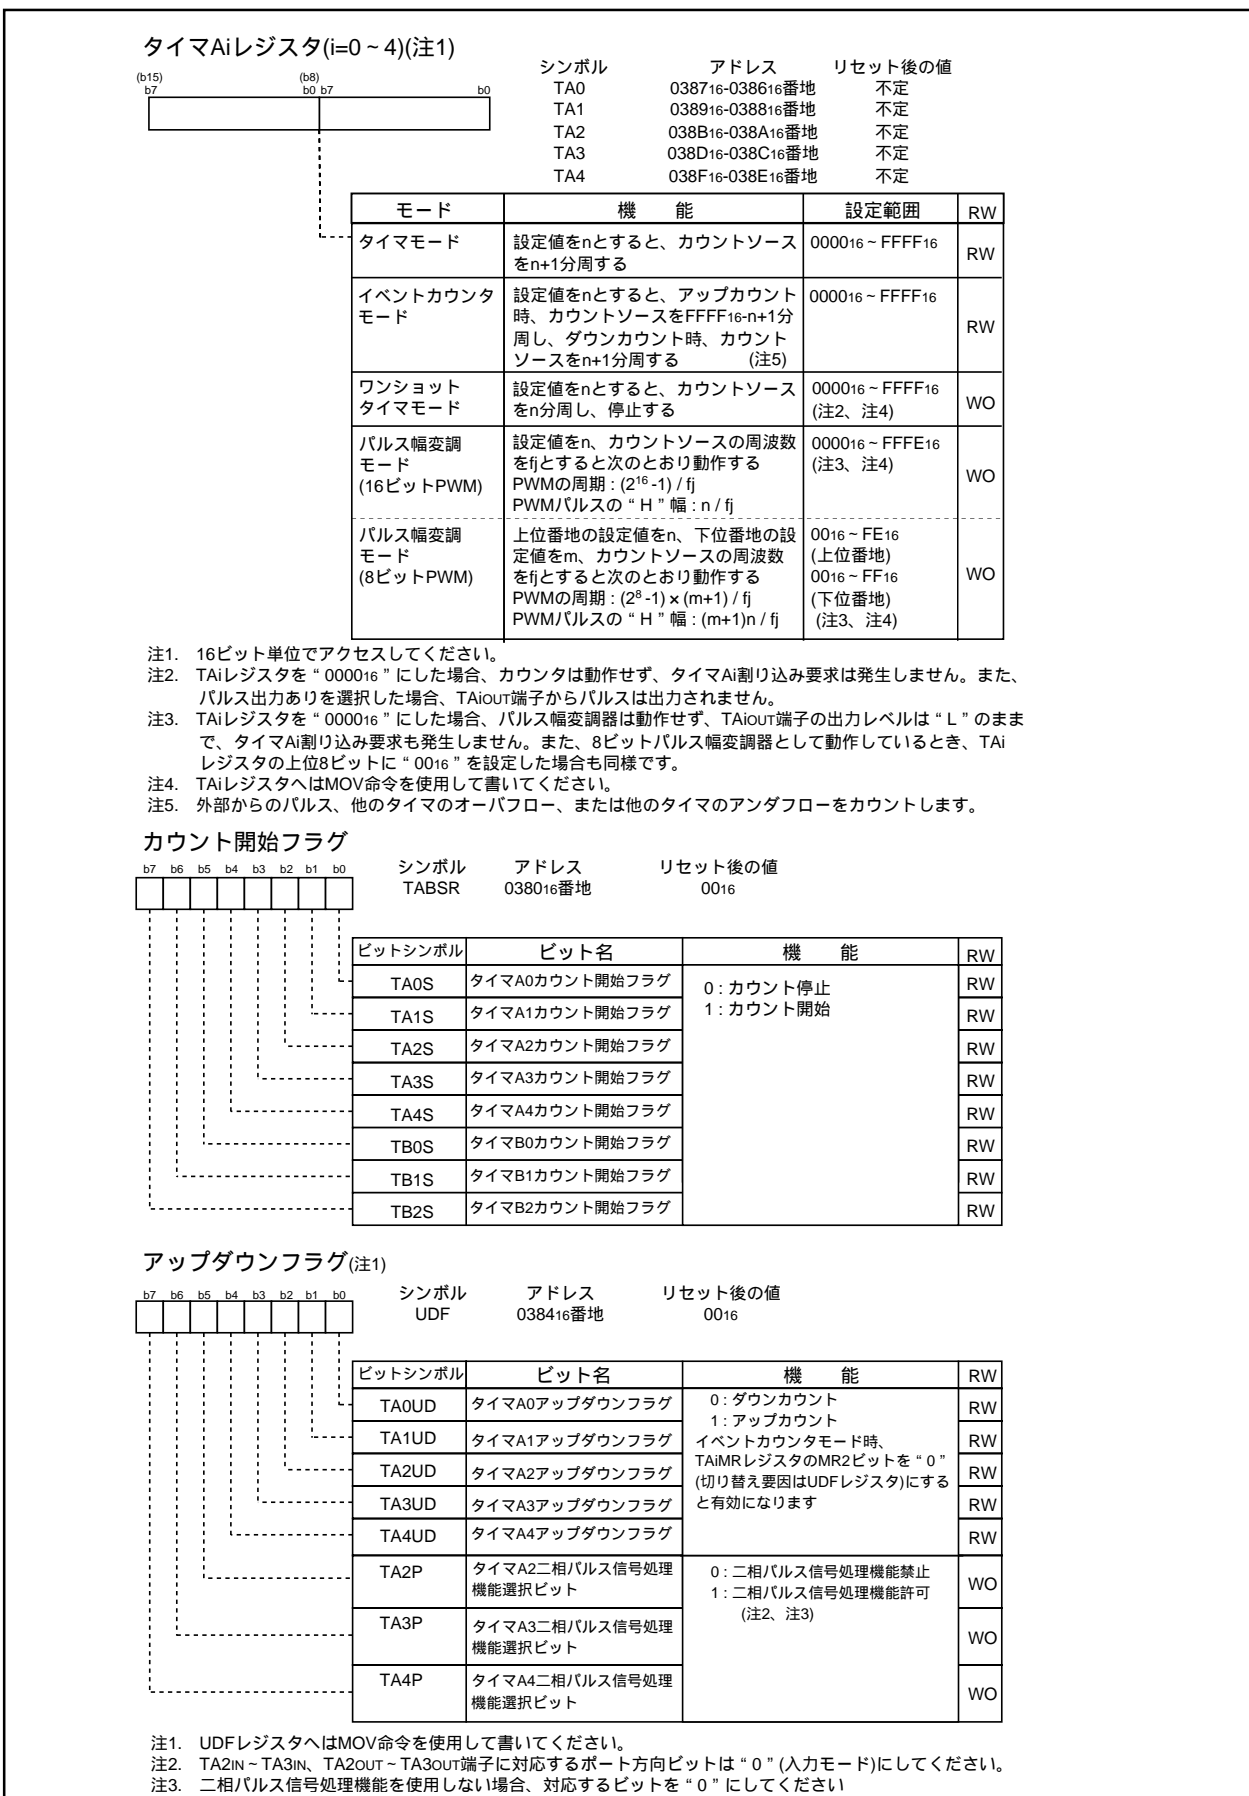 タイマAiレジスタ(i=0～4)(注1)
(b15) (b8)
b7 b0 b7 b0
シンボル アドレス リセット後の値
TA0 038716-038616番地 不定
TA1 038916-038816番地 不定
TA2 038B16-038A16番地 不定
TA3 038D16-038C16番地 不定
TA4 038F16-038E16番地 不定
モード 機 能 設定範囲 RW
タイマモード 設定値をnとすると、カウントソース 000016～FFFF16 RW
をn+1分周する
イベントカウンタ 設定値をnとすると、アップカウント 000016～FFFF16 RW
モード 時、カウントソースをFFFF16-n+1分
周し、ダウンカウント時、カウント
ソースをn+1分周する (注5)
ワンショット 設定値をnとすると、カウントソース 000016～FFFF16 WO
タイマモード をn分周し、停止する (注2、注4)
パルス幅変調 設定値をn、カウントソースの周波数 000016～FFFE16 WO
モード をfjとすると次のとおり動作する (注3、注4)
(16ビットPWM) PWMの周期 : (2^16 -1) / fj
PWMパルスの“H”幅 : n / fj
パルス幅変調 上位番地の設定値をn、下位番地の設 0016～FE16 WO
モード 定値をm、カウントソースの周波数 (上位番地)
(8ビットPWM) をfjとすると次のとおり動作する 0016～FF16
PWMの周期 : (2^8 -1) × (m+1) / fj (下位番地)
PWMパルスの“H”幅 : (m+1)n / fj (注3、注4)
注1. 16ビット単位でアクセスしてください。
注2. TAiレジスタを“000016”にした場合、カウンタは動作せず、タイマAi割り込み要求は発生しません。また、
パルス出力ありを選択した場合、TAiOUT端子からパルスは出力されません。
注3. TAiレジスタを“000016”にした場合、パルス幅変調器は動作せず、TAiOUT端子の出力レベルは“L”のまま
で、タイマAi割り込み要求も発生しません。また、8ビットパルス幅変調器として動作しているとき、TAi
レジスタの上位8ビットに“0016”を設定した場合も同様です。
注4. TAiレジスタへはMOV命令を使用して書いてください。
注5. 外部からのパルス、他のタイマのオーバフロー、または他のタイマのアンダフローをカウントします。
カウント開始フラグ
b7 b6 b5 b4 b3 b2 b1 b0
シンボル アドレス リセット後の値
TABSR 038016番地 0016
ビットシンボル ビット名 機 能 RW
TA0S タイマA0カウント開始フラグ 0 : カウント停止 RW
TA1S タイマA1カウント開始フラグ 1 : カウント開始 RW
TA2S タイマA2カウント開始フラグ RW
TA3S タイマA3カウント開始フラグ RW
TA4S タイマA4カウント開始フラグ RW
TB0S タイマB0カウント開始フラグ RW
TB1S タイマB1カウント開始フラグ RW
TB2S タイマB2カウント開始フラグ RW
アップダウンフラグ(注1)
b7 b6 b5 b4 b3 b2 b1 b0
シンボル アドレス リセット後の値
UDF 038416番地 0016
ビットシンボル ビット名 機 能 RW
TA0UD タイマA0アップダウンフラグ 0 : ダウンカウント RW
1 : アップカウント
TA1UD タイマA1アップダウンフラグ イベントカウンタモード時、 RW
TA2UD タイマA2アップダウンフラグ TAiMRレジスタのMR2ビットを“0” RW
(切り替え要因はUDFレジスタ)にする
TA3UD タイマA3アップダウンフラグ と有効になります RW
TA4UD タイマA4アップダウンフラグ RW
TA2P タイマA2二相パルス信号処理 0 : 二相パルス信号処理機能禁止 WO
機能選択ビット 1 : 二相パルス信号処理機能許可
(注2、注3)
TA3P タイマA3二相パルス信号処理 WO
機能選択ビット
TA4P タイマA4二相パルス信号処理 WO
機能選択ビット
注1. UDFレジスタへはMOV命令を使用して書いてください。
注2. TA2IN～TA3IN、TA2OUT～TA3OUT端子に対応するポート方向ビットは“0”(入力モード)にしてください。
注3. 二相パルス信号処理機能を使用しない場合、対応するビットを“0”にしてください